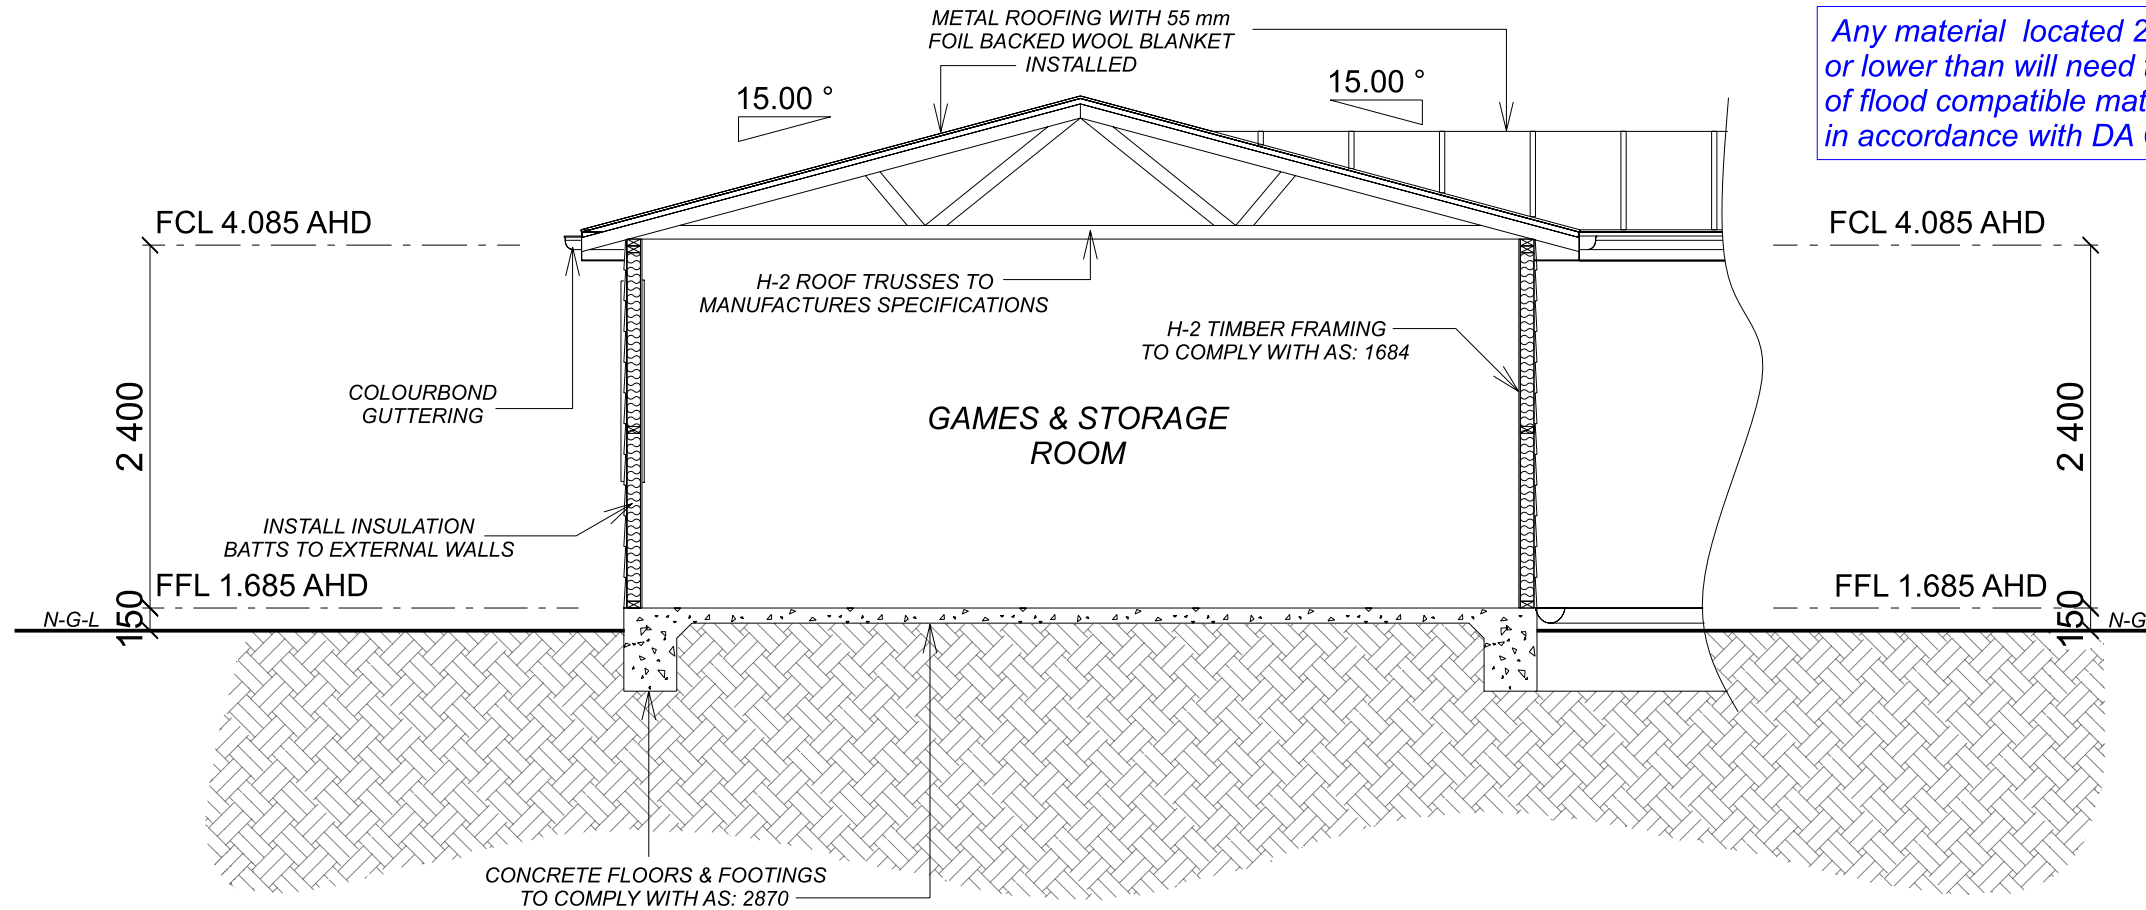 METAL ROOFING WITH 55 mm
FOIL BACKED WOOL BLANKET
INSTALLED
Any material  located 2
or lower than will need
of flood compatible mat
in accordance with DA
15.00 °
15.00 °
FCL 4.085 AHD
FCL 4.085 AHD
H-2 ROOF TRUSSES TO
MANUFACTURES SPECIFICATIONS
H-2 TIMBER FRAMING
TO COMPLY WITH AS: 1684
COLOURBOND
GUTTERING
2 400
2 400
GAMES & STORAGE
ROOM
INSTALL INSULATION
BATTS TO EXTERNAL WALLS
FFL 1.685 AHD
FFL 1.685 AHD
N-G-L
150
150
N-G
CONCRETE FLOORS & FOOTINGS
TO COMPLY WITH AS: 2870